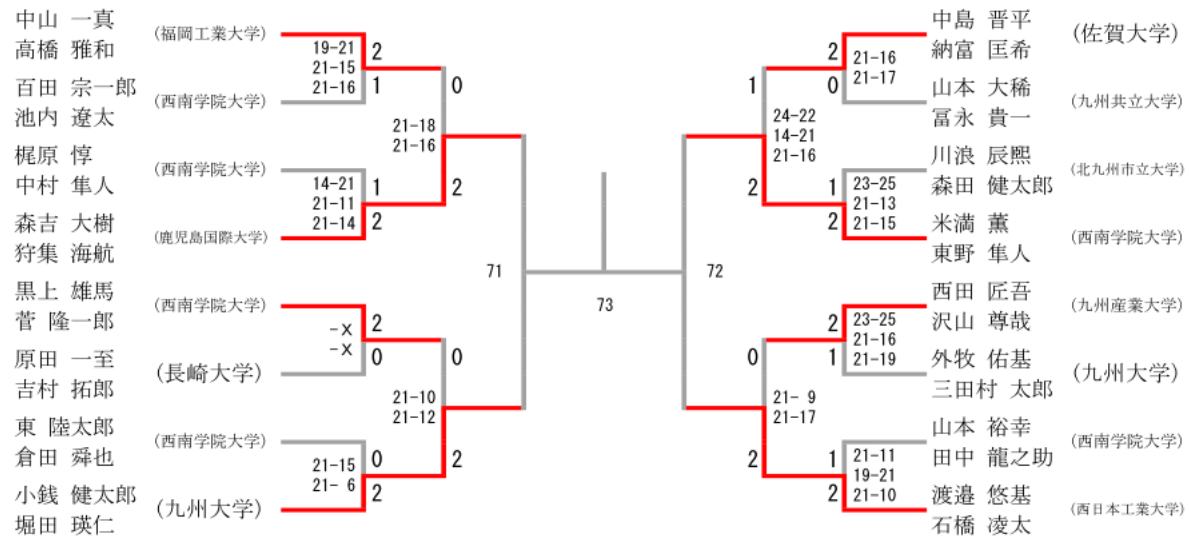 中山 一真
高橋 雅和
(福岡工業大学)
百田 宗一郎
池内 遼太
(西南学院大学)
19-21
21-15
21-16
2
1
梶原 惇
中村 隼人
(西南学院大学)
森吉 大樹
狩集 海航
(鹿児島国際大学)
14-21
21-11
21-14
1
2
0
21-18
21-16
2
黒上 雄馬
菅 隆一郎
(西南学院大学)
原田 一至
吉村 拓郎
(長崎大学)
-X
-X
2
0
東 陸太郎
倉田 舜也
(西南学院大学)
小銭 健太郎
堀田 瑛仁
(九州大学)
21-15
21- 6
0
2
0
21-10
21-12
2
71
73
72
中島 晋平
納富 匡希
(佐賀大学)
山本 大稀
冨永 貴一
(九州共立大学)
2
0
21-16
21-17
川浪 辰熙
森田 健太郎
(北九州市立大学)
米満 薫
東野 隼人
(西南学院大学)
1
2
23-25
21-13
21-15
1
24-22
14-21
21-16
2
西田 匠吾
沢山 尊哉
(九州産業大学)
外牧 佑基
三田村 太郎
(九州大学)
2
1
23-25
21-16
21-19
山本 裕幸
田中 龍之助
(西南学院大学)
渡邉 悠基
石橋 凌太
(西日本工業大学)
1
2
21-11
19-21
21-10
0
21- 9
21-17
2